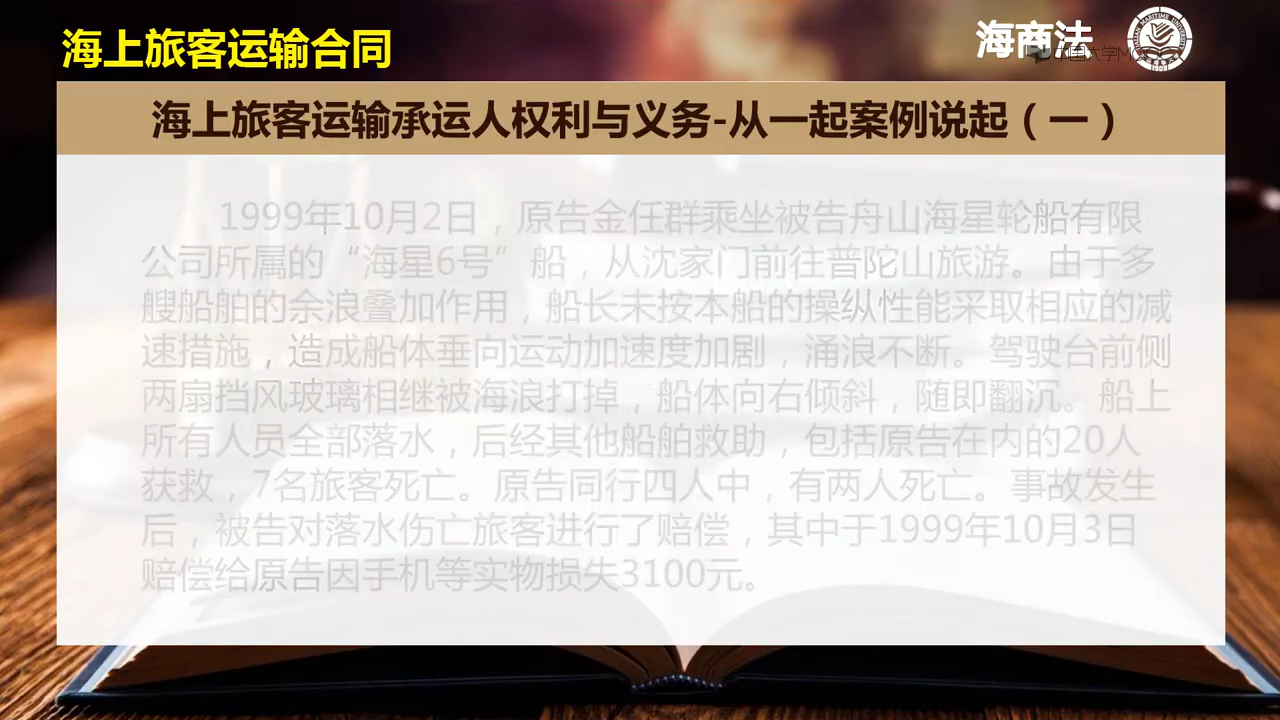 海上旅客运输合同
海商法
中国大学M
海上旅客运输承运人权利与义务-从一起案例说起（一）
1999年10月2日，原告金任群乘坐被告舟山海星轮船有限
公司所属的“海星6号”船，从沈家门前往普陀山旅游。由于多
艘船舶的余浪叠加作用，船长未按本船的操纵性能采取相应的减
速措施，造成船体垂向运动加速度加剧，涌浪不断。驾驶台前侧
两扇挡风玻璃相继被海浪打掉，船体向右倾斜，随即翻沉。船上
所有人员全部落水，后经其他船舶救助，包括原告在内的20人
获救，7名旅客死亡。原告同行四人中，有两人死亡。事故发生
后，被告对落水伤亡旅客进行了赔偿，其中于1999年10月3日
赔偿给原告因手机等实物损失3100元。